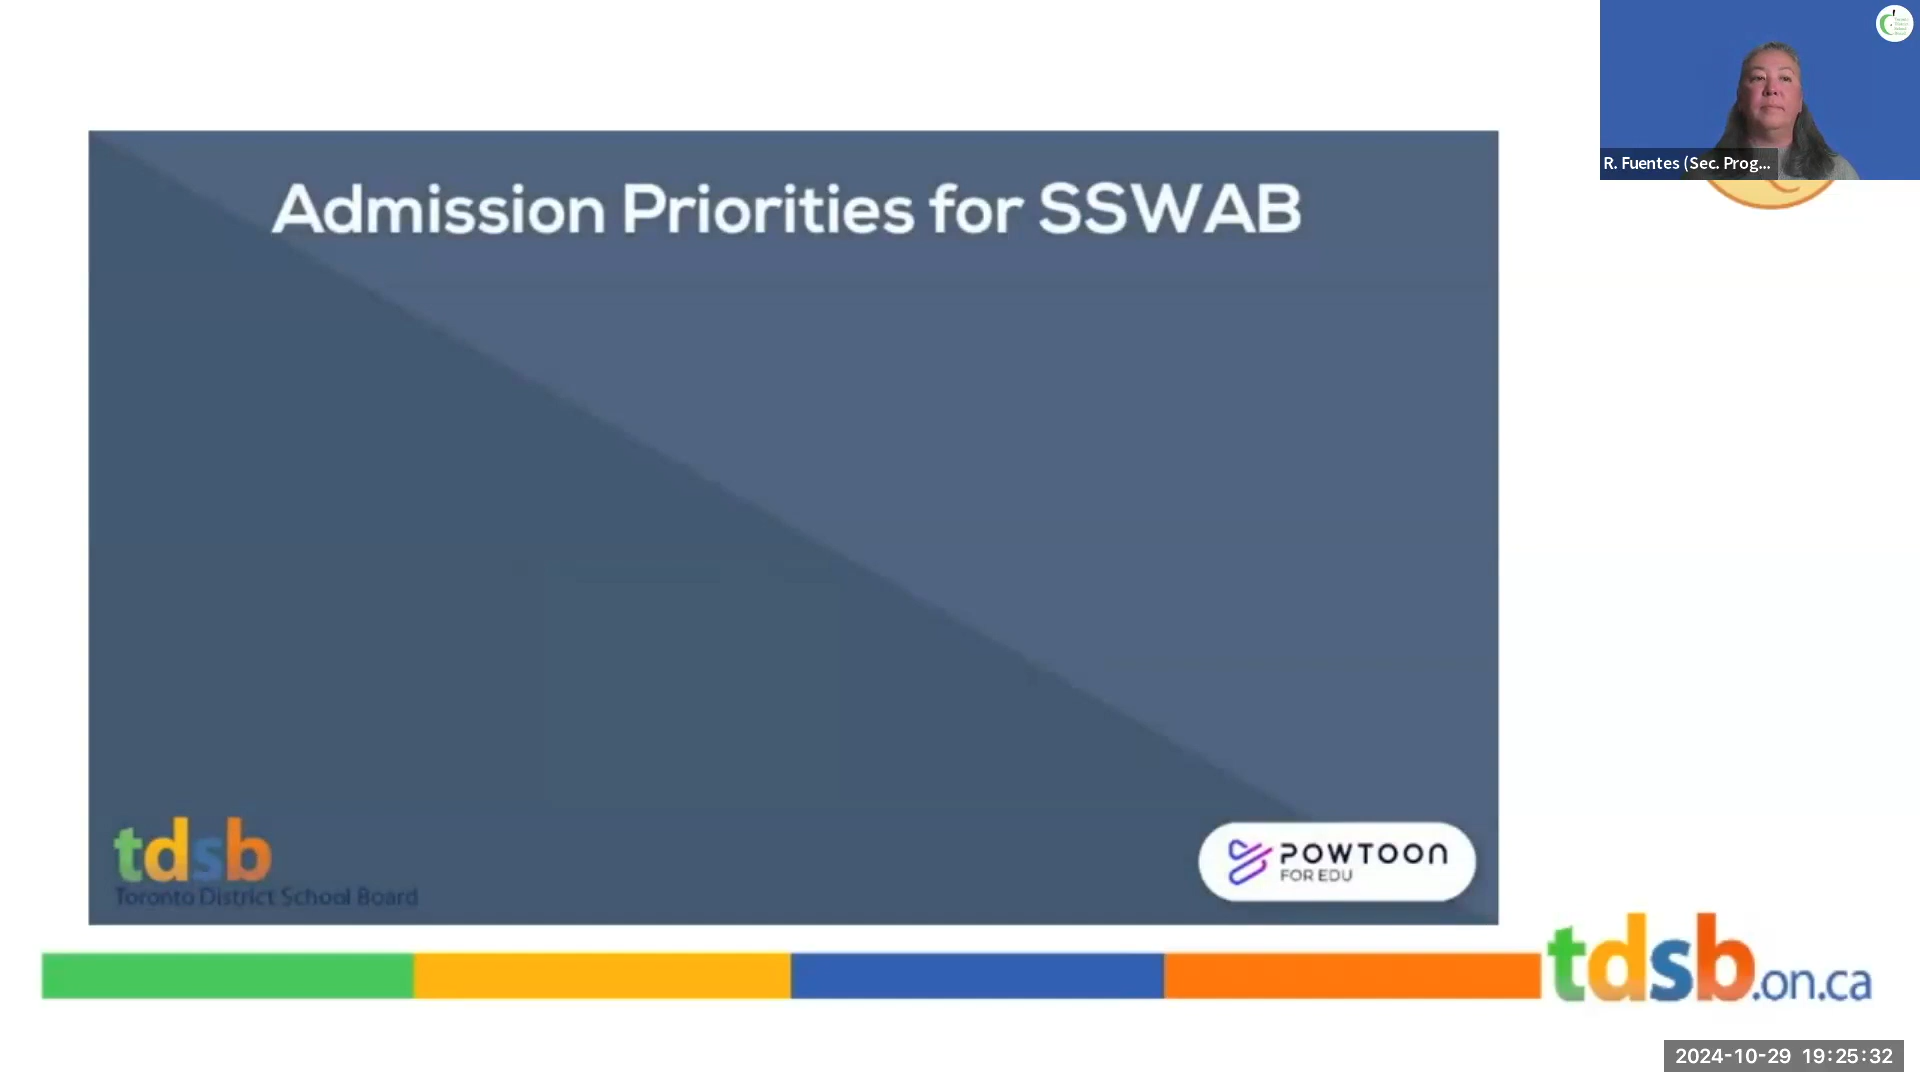 R. Fuentes (Sec. Prog...
Admission Priorities for SSWAB
tdsb
Toronto District School Board
POWTOON
FOR EDU
tdsb.on.ca
2024-10-29 19:25:32